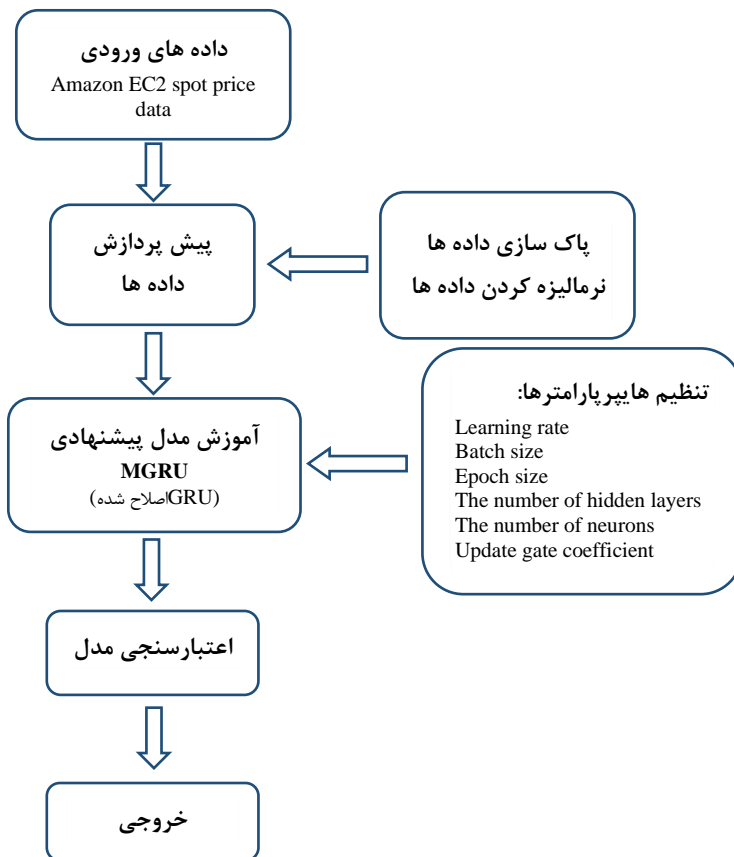 داده های ورودی
Amazon EC2 spot price
data
پیش پردازش
داده ها
پاک سازی داده ها
نرمالیزه کردن داده ها
آموزش مدل پیشنهادی
MGRU
(GRUاصلاح شده)
تنظیم هایپرپارامترها:
Learning rate
Batch size
Epoch size
The number of hidden layers
The number of neurons
Update gate coefficient
اعتبارسنجی مدل
خروجی